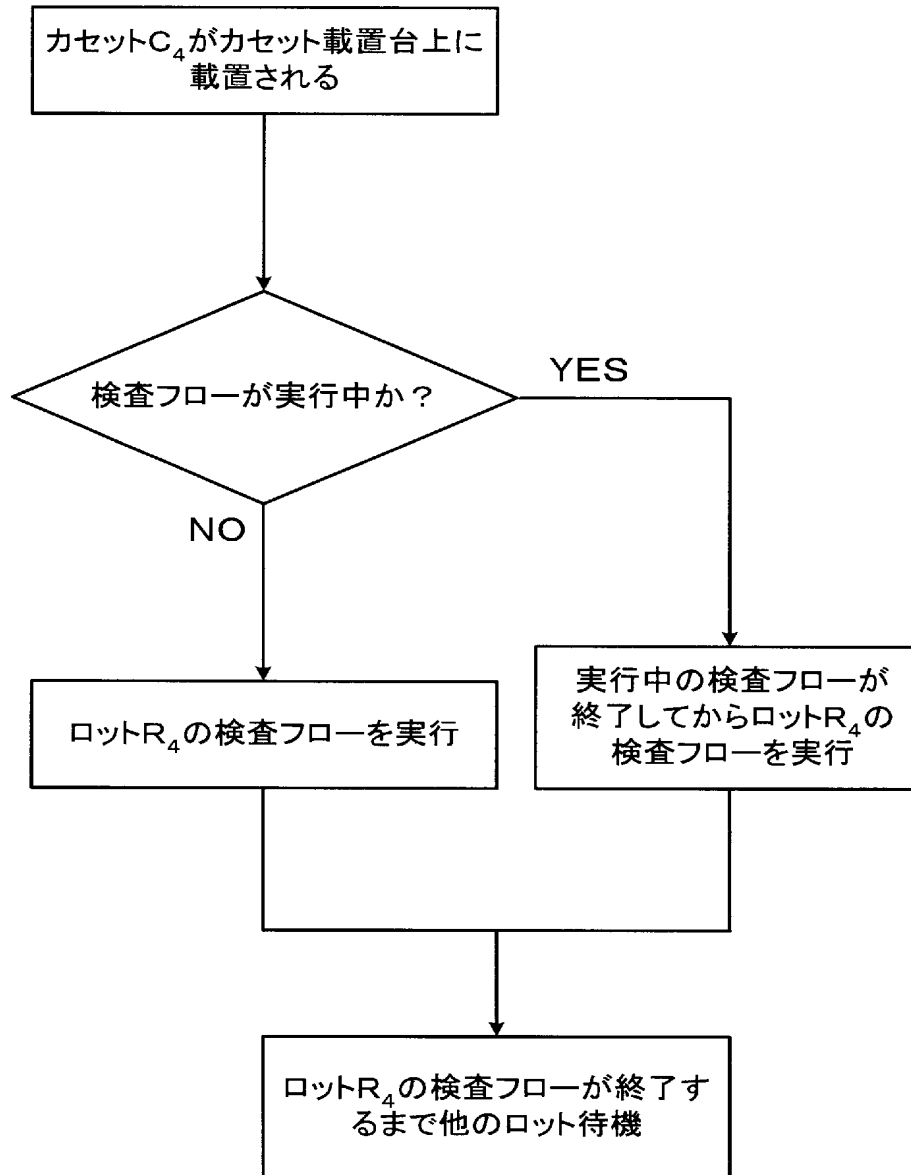 カセットC₄がカセット載置台上に
載置される
検査フローが実行中か？
YES
NO
ロットR₄の検査フローを実行
実行中の検査フローが
終了してからロットR₄の
検査フローを実行
ロットR₄の検査フローが終了す
るまで他のロット待機